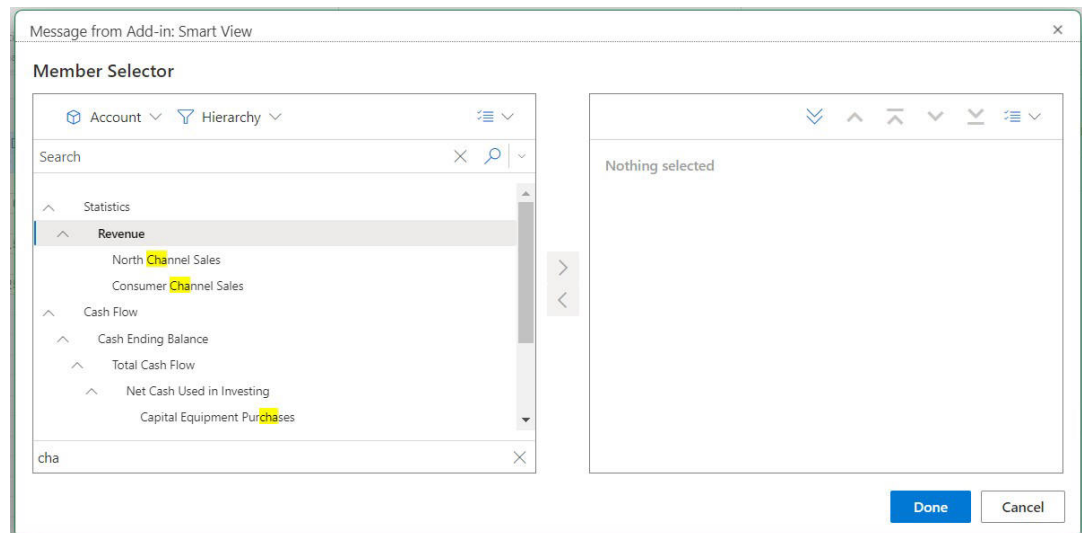 Message from Add-in: Smart View
Member Selector
Account Hierarchy
Search
Nothing selected
Statistics
Revenue
North Channel Sales
Consumer Channel Sales
Cash Flow
Cash Ending Balance
Total Cash Flow
Net Cash Used in Investing
Capital Equipment Purchases
cha
Done Cancel